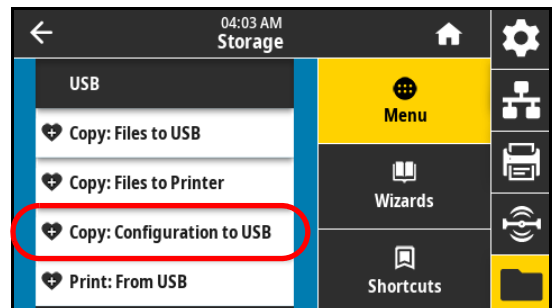 04:03 AM
Storage
USB
Copy: Files to USB
Copy: Files to Printer
Copy: Configuration to USB
Print: From USB
Menu
Wizards
Shortcuts